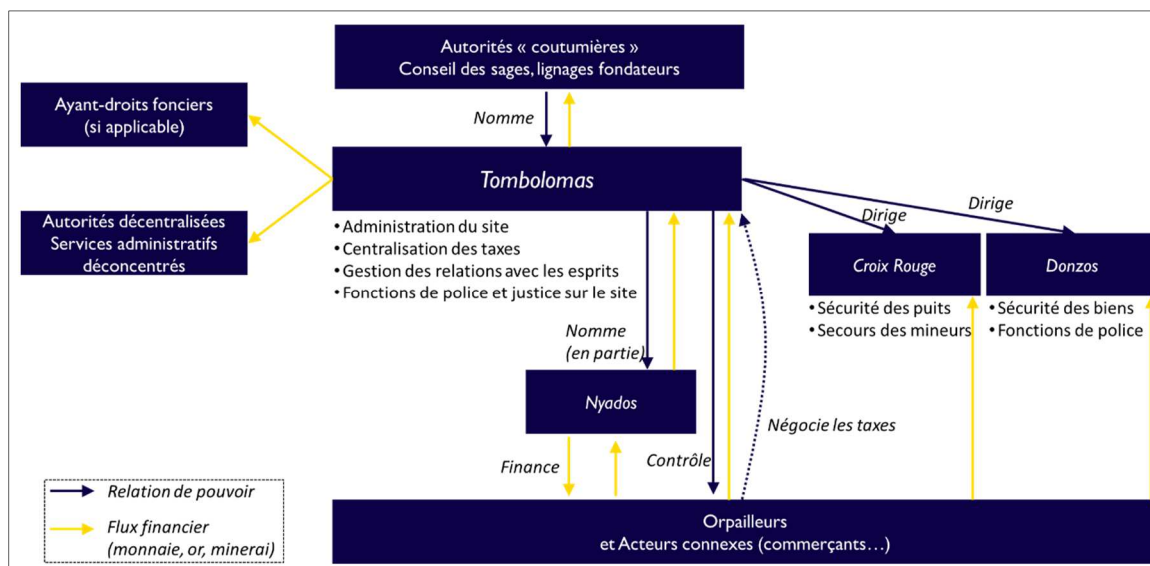 Autorités « coutumières »
Conseil des sages, lignages fondateurs
Ayant-droits fonciers
(si applicable)
Nomme
Tombolomas
Autorités décentralisées
Services administratifs
déconcentrés
• Administration du site
• Centralisation des taxes
• Gestion des relations avec les esprits
• Fonctions de police et justice sur le site
Dirige
Dirige
Croix Rouge
Donzos
• Sécurité des puits
• Secours des mineurs
• Sécurité des biens
• Fonctions de police
Nomme
(en partie)
Nyados
Négocie les taxes
Finance
Contrôle
Relation de pouvoir
Flux financier
(monnaie, or, minerai)
Orpailleurs
et Acteurs connexes (commerçants…)